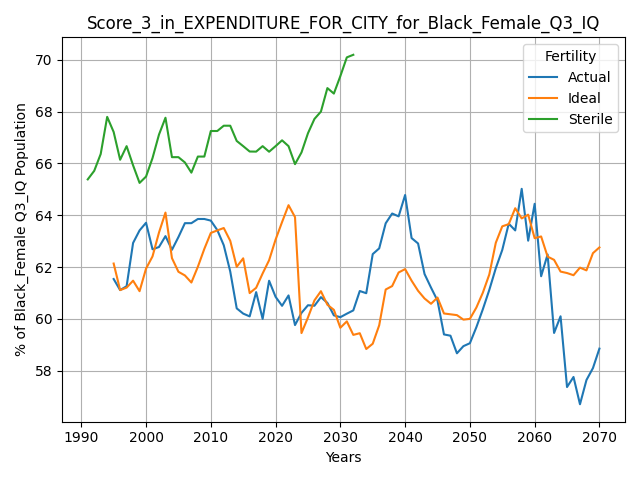 Score_3_in_EXPENDITURE_FOR_CITY_for_Black_Female_Q3_IQ
Fertility
Actual
Ideal
Sterile
% of Black_Female Q3_IQ Population
70
68
66
64
62
60
58
1990 2000 2010 2020 2030 2040 2050 2060 2070
Years